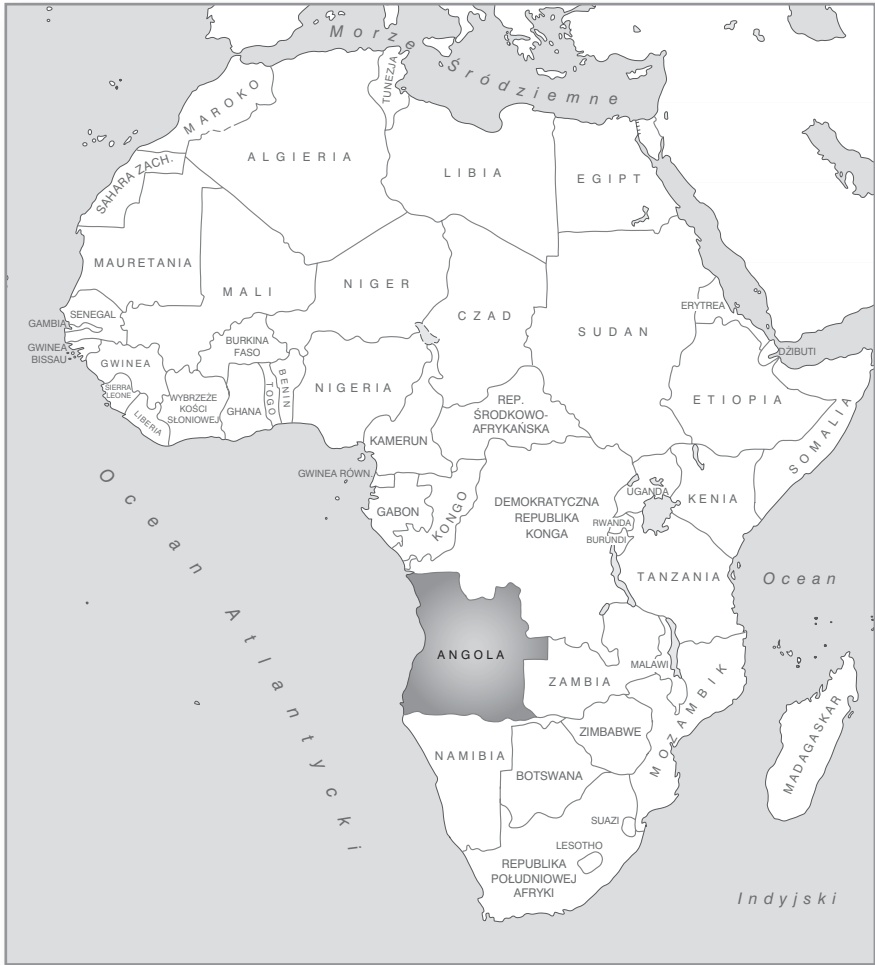 Morze
Śródziemne
TUNEZJA
MAROKO
ALGIERIA
LIBIA
EGIPT
SAHARA ZACH.
MAURETANIA
MALI
NIGER
CZAD
SUDAN
ERYTREA
SENEGAL
GAMBIA
GWINEA
BISSAU
DŻIBUTI
GWINEA
BURKINA
FASO
BENIN
TOGO
NIGERIA
SIERRA
LEONE
WYBRZEŻE
KOŚCI
SŁONIOWEJ
GHANA
LIBERIA
REP.
ŚRODKOWO-
AFRYKAŃSKA
ETIOPIA
SOMALIA
KAMERUN
GWINEA RÓWN.
GABON
KONGO
DEMOKRATYCZNA
REPUBLIKA
KONGA
UGANDA
KENIA
RWANDA
BURUNDI
TANZANIA
Ocean
Ocean Atlantycki
ANGOLA
ZAMBIA
MALAWI
MOZAMBIK
MADAGASKAR
ZIMBABWE
NAMIBIA
BOTSWANA
SUAZI
LESOTHO
REPUBLIKA
POŁUDNIOWEJ
AFRYKI
Indyjski